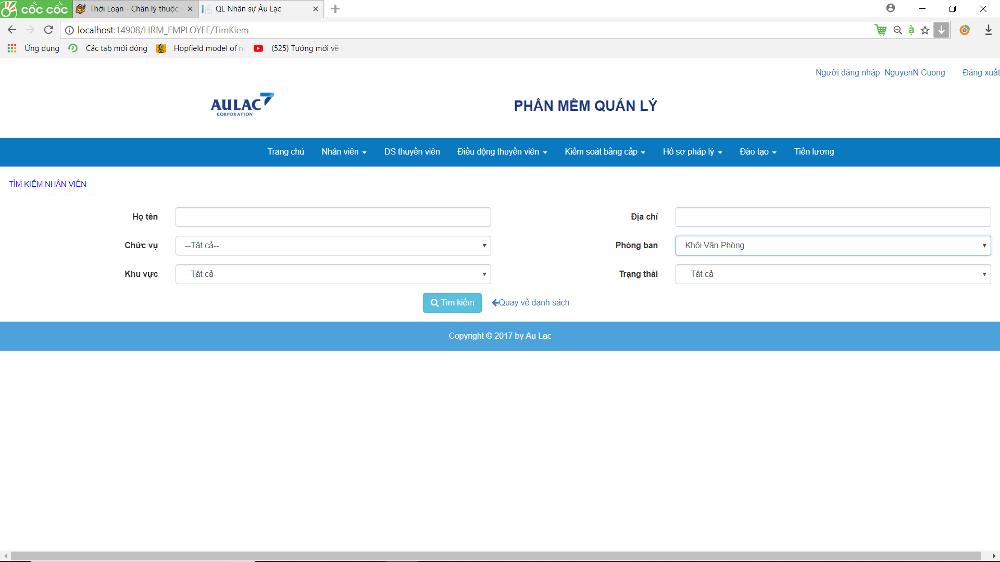 cốc cốc
Thời Loạn - Chân lý thuộc
QL Nhân sự Âu Lạc
localhost:14908/HRM_EMPLOYEE/TimKiem
Ứng dụng
Các tab mới đóng
Hopfield model of
(525) Tướng mới về
Người đăng nhập: NguyenN Cuong
Đăng xuất
AULAC
CORPORATION
PHẦN MỀM QUẢN LÝ
Trang chủ
Nhân viên
DS thuyền viên
Điều động thuyền viên
Kiểm soát bằng cấp
Hồ sơ pháp lý
Đào tạo
Tiền lương
TÌM KIẾM NHÂN VIÊN
Họ tên
Địa chỉ
Chức vụ
--Tất cả--
Phòng ban
Khối Văn Phòng
Khu vực
--Tất cả--
Trạng thái
--Tất cả--
Tìm kiếm
Quay về danh sách
Copyright © 2017 by Au Lac